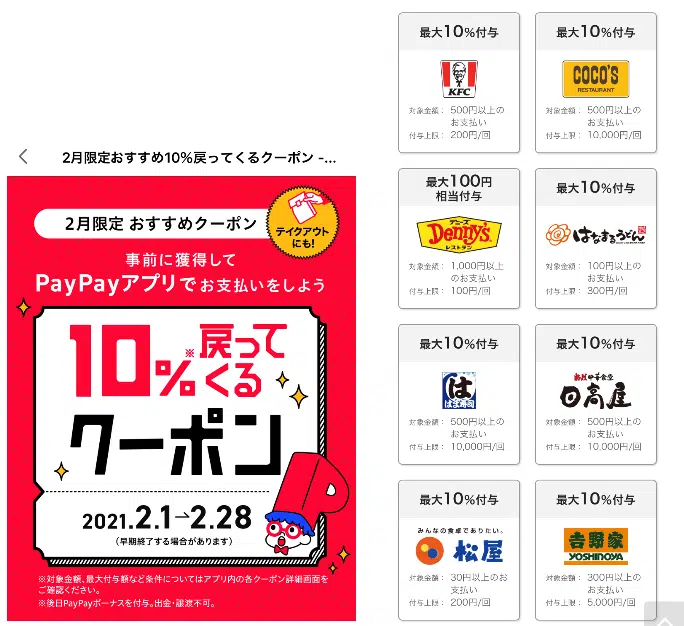 2月限定おすすめ10%戻ってくるクーポン -...
2月限定 おすすめクーポン
テイクアウト
にも!
事前に獲得して
PayPayアプリでお支払いをしよう
10%※戻って
くる
クーポン
2021.2.1→2.28
(早期終了する場合があります)
※対象金額、最大付与額など条件についてはアプリ内の各クーポン詳細画面を
ご確認ください。
※後日PayPayボーナスを付与。出金・譲渡不可。
最大10%付与
KFC
対象金額: 500円以上の
お支払い
付与上限: 200円/回
最大10%付与
COCO'S
RESTAURANT
対象金額: 500円以上の
お支払い
付与上限: 10,000円/回
最大100円
相当付与
デニーズ
Denny's
レストラン
対象金額: 1,000円以上
のお支払い
付与上限: 100円/回
最大10%付与
はなまるうどん
対象金額: 100円以上の
お支払い
付与上限: 300円/回
最大10%付与
は
はま寿司
対象金額: 500円以上の
お支払い
付与上限: 10,000円/回
最大10%付与
熱烈中華食堂
日高屋
対象金額: 500円以上の
お支払い
付与上限: 10,000円/回
最大10%付与
みんなの食卓でありたい。
松屋
対象金額: 30円以上のお
支払い
付与上限: 200円/回
最大10%付与
吉野家
YOSHINOYA
対象金額: 300円以上の
お支払い
付与上限: 5,000円/回